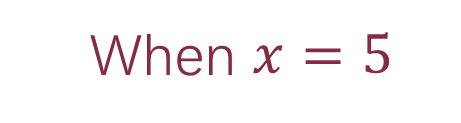 When x = 5